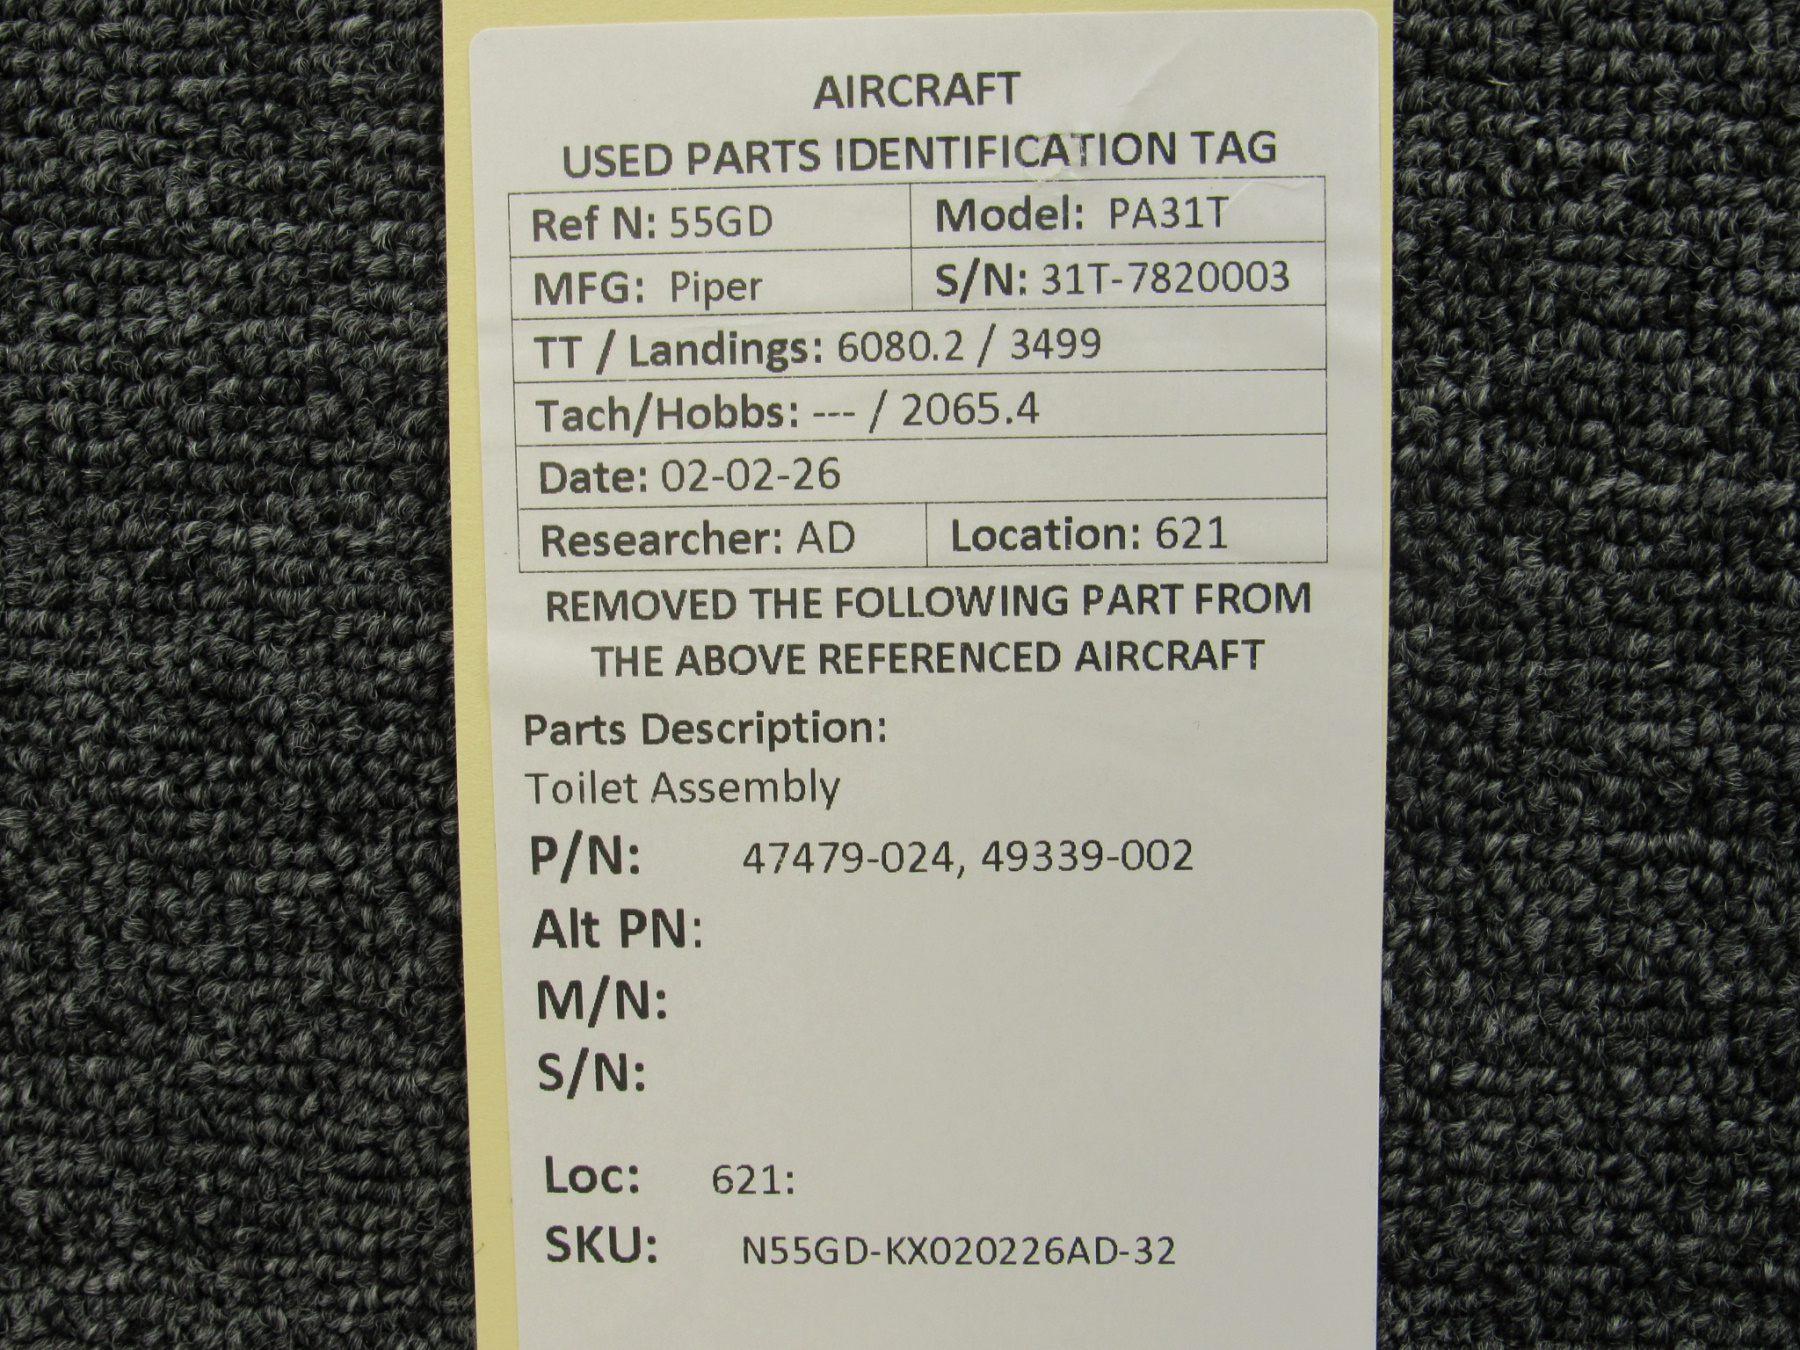 AIRCRAFT
USED PARTS IDENTIFICATION TAG
Ref N: 55GD Model: PA31T
MFG: Piper S/N: 31T-7820003
TT / Landings: 6080.2 / 3499
Tach/Hobbs: --- / 2065.4
Date: 02-02-26
Researcher: AD Location: 621
REMOVED THE FOLLOWING PART FROM
THE ABOVE REFERENCED AIRCRAFT
Parts Description:
Toilet Assembly
P/N: 47479-024, 49339-002
Alt PN:
M/N:
S/N:
Loc: 621:
SKU: N55GD-KX020226AD-32